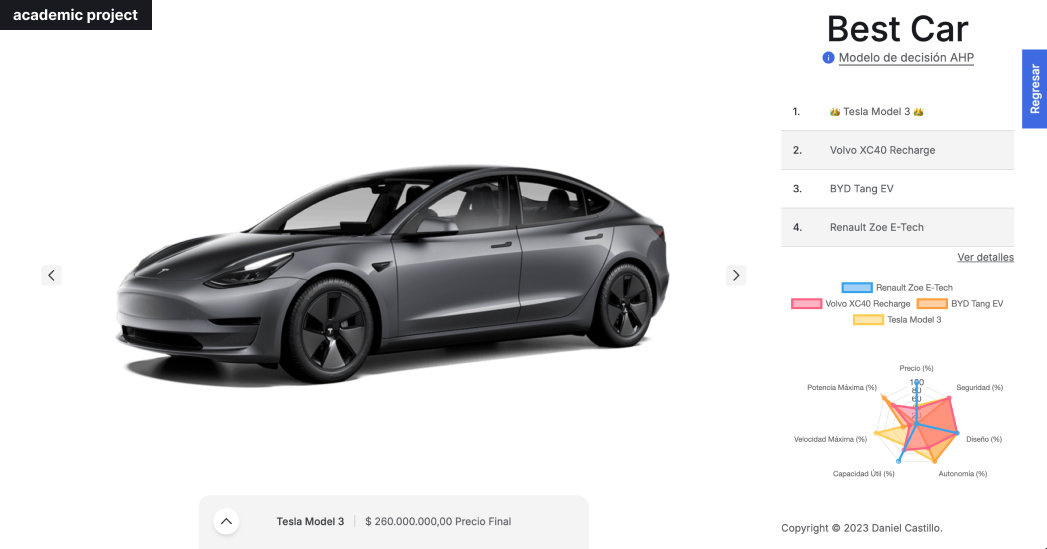 academic project
Best Car
Modelo de decisión AHP
Regresar
1. Tesla Model 3
2. Volvo XC40 Recharge
3. BYD Tang EV
4. Renault Zoe E-Tech
Ver detalles
Renault Zoe E-Tech
Volvo XC40 Recharge BYD Tang EV
Tesla Model 3
Precio (%)
Potencia Máxima (%) 100 Seguridad (%)
80
60
Velocidad Máxima (%) Diseño (%)
Capacidad Útil (%) Autonomía (%)
Tesla Model 3 $ 260.000.000,00 Precio Final
Copyright © 2023 Daniel Castillo.